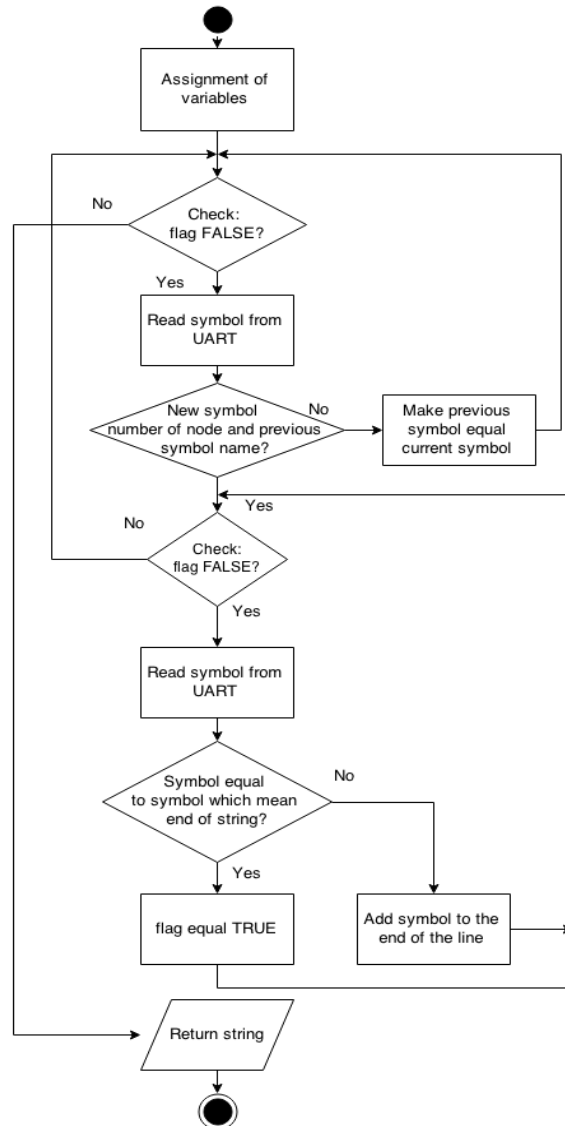 Assignment of
variables
No
Check:
flag FALSE?
Yes
Read symbol from
UART
New symbol
number of node and previous
symbol name?
No
Make previous
symbol equal
current symbol
Yes
No
Check:
flag FALSE?
Yes
Read symbol from
UART
Symbol equal
to symbol which mean
end of string?
No
Yes
flag equal TRUE
Add symbol to the
end of the line
Return string